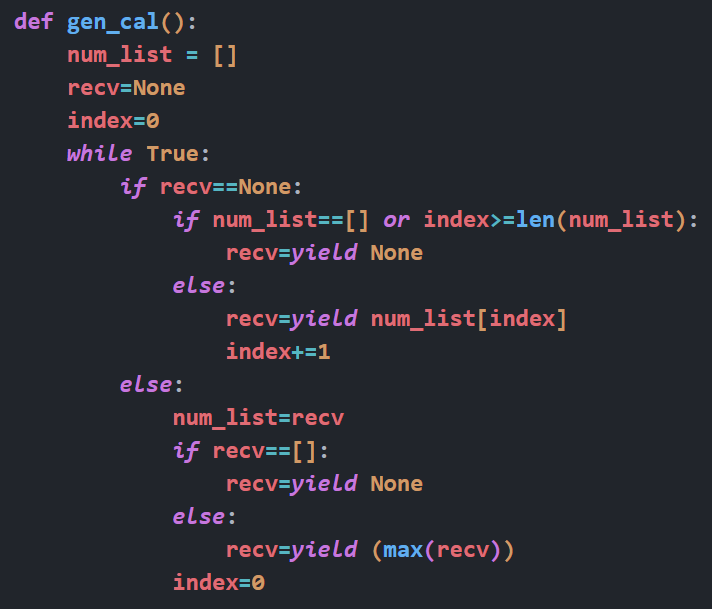 def gen_cal():
    num_list = []
    recv=None
    index=0
    while True:
        if recv==None:
            if num_list==[] or index>=len(num_list):
                recv=yield None
            else:
                recv=yield num_list[index]
                index+=1
        else:
            num_list=recv
            if recv==[]:
                recv=yield None
            else:
                recv=yield (max(recv))
            index=0